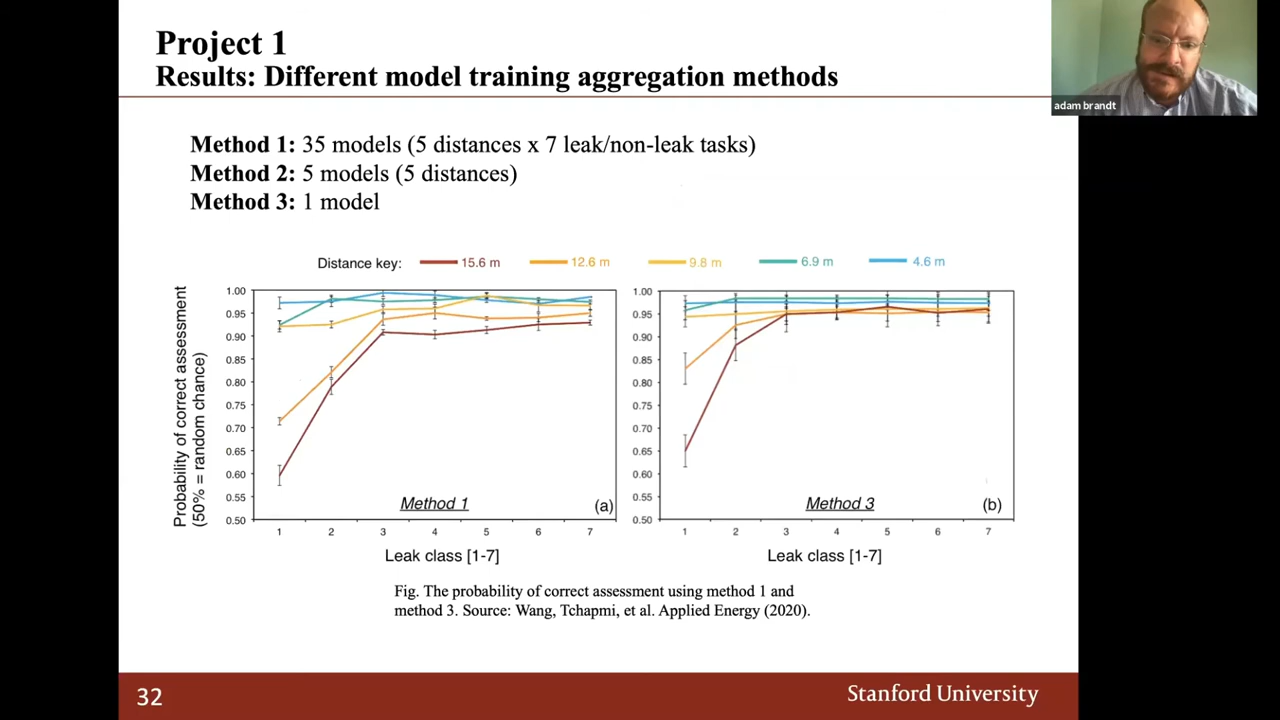 Project 1
Results: Different model training aggregation methods
adam brandt
Method 1: 35 models (5 distances x 7 leak/non-leak tasks)
Method 2: 5 models (5 distances)
Method 3: 1 model
Distance key: 15.6 m 12.6 m 9.8 m 6.9 m 4.6 m
Probability of correct assessment
(50% = random chance)
1.00
0.95
0.90
0.85
0.80
0.75
0.70
0.65
0.60
0.55
0.50
Method 1 (a)
1 2 3 4 5 6 7
Leak class [1-7]
1.00
0.95
0.90
0.85
0.80
0.75
0.70
0.65
0.60
0.55
0.50
Method 3 (b)
1 2 3 4 5 6 7
Leak class [1-7]
Fig. The probability of correct assessment using method 1 and
method 3. Source: Wang, Tchapmi, et al. Applied Energy (2020).
32
Stanford University